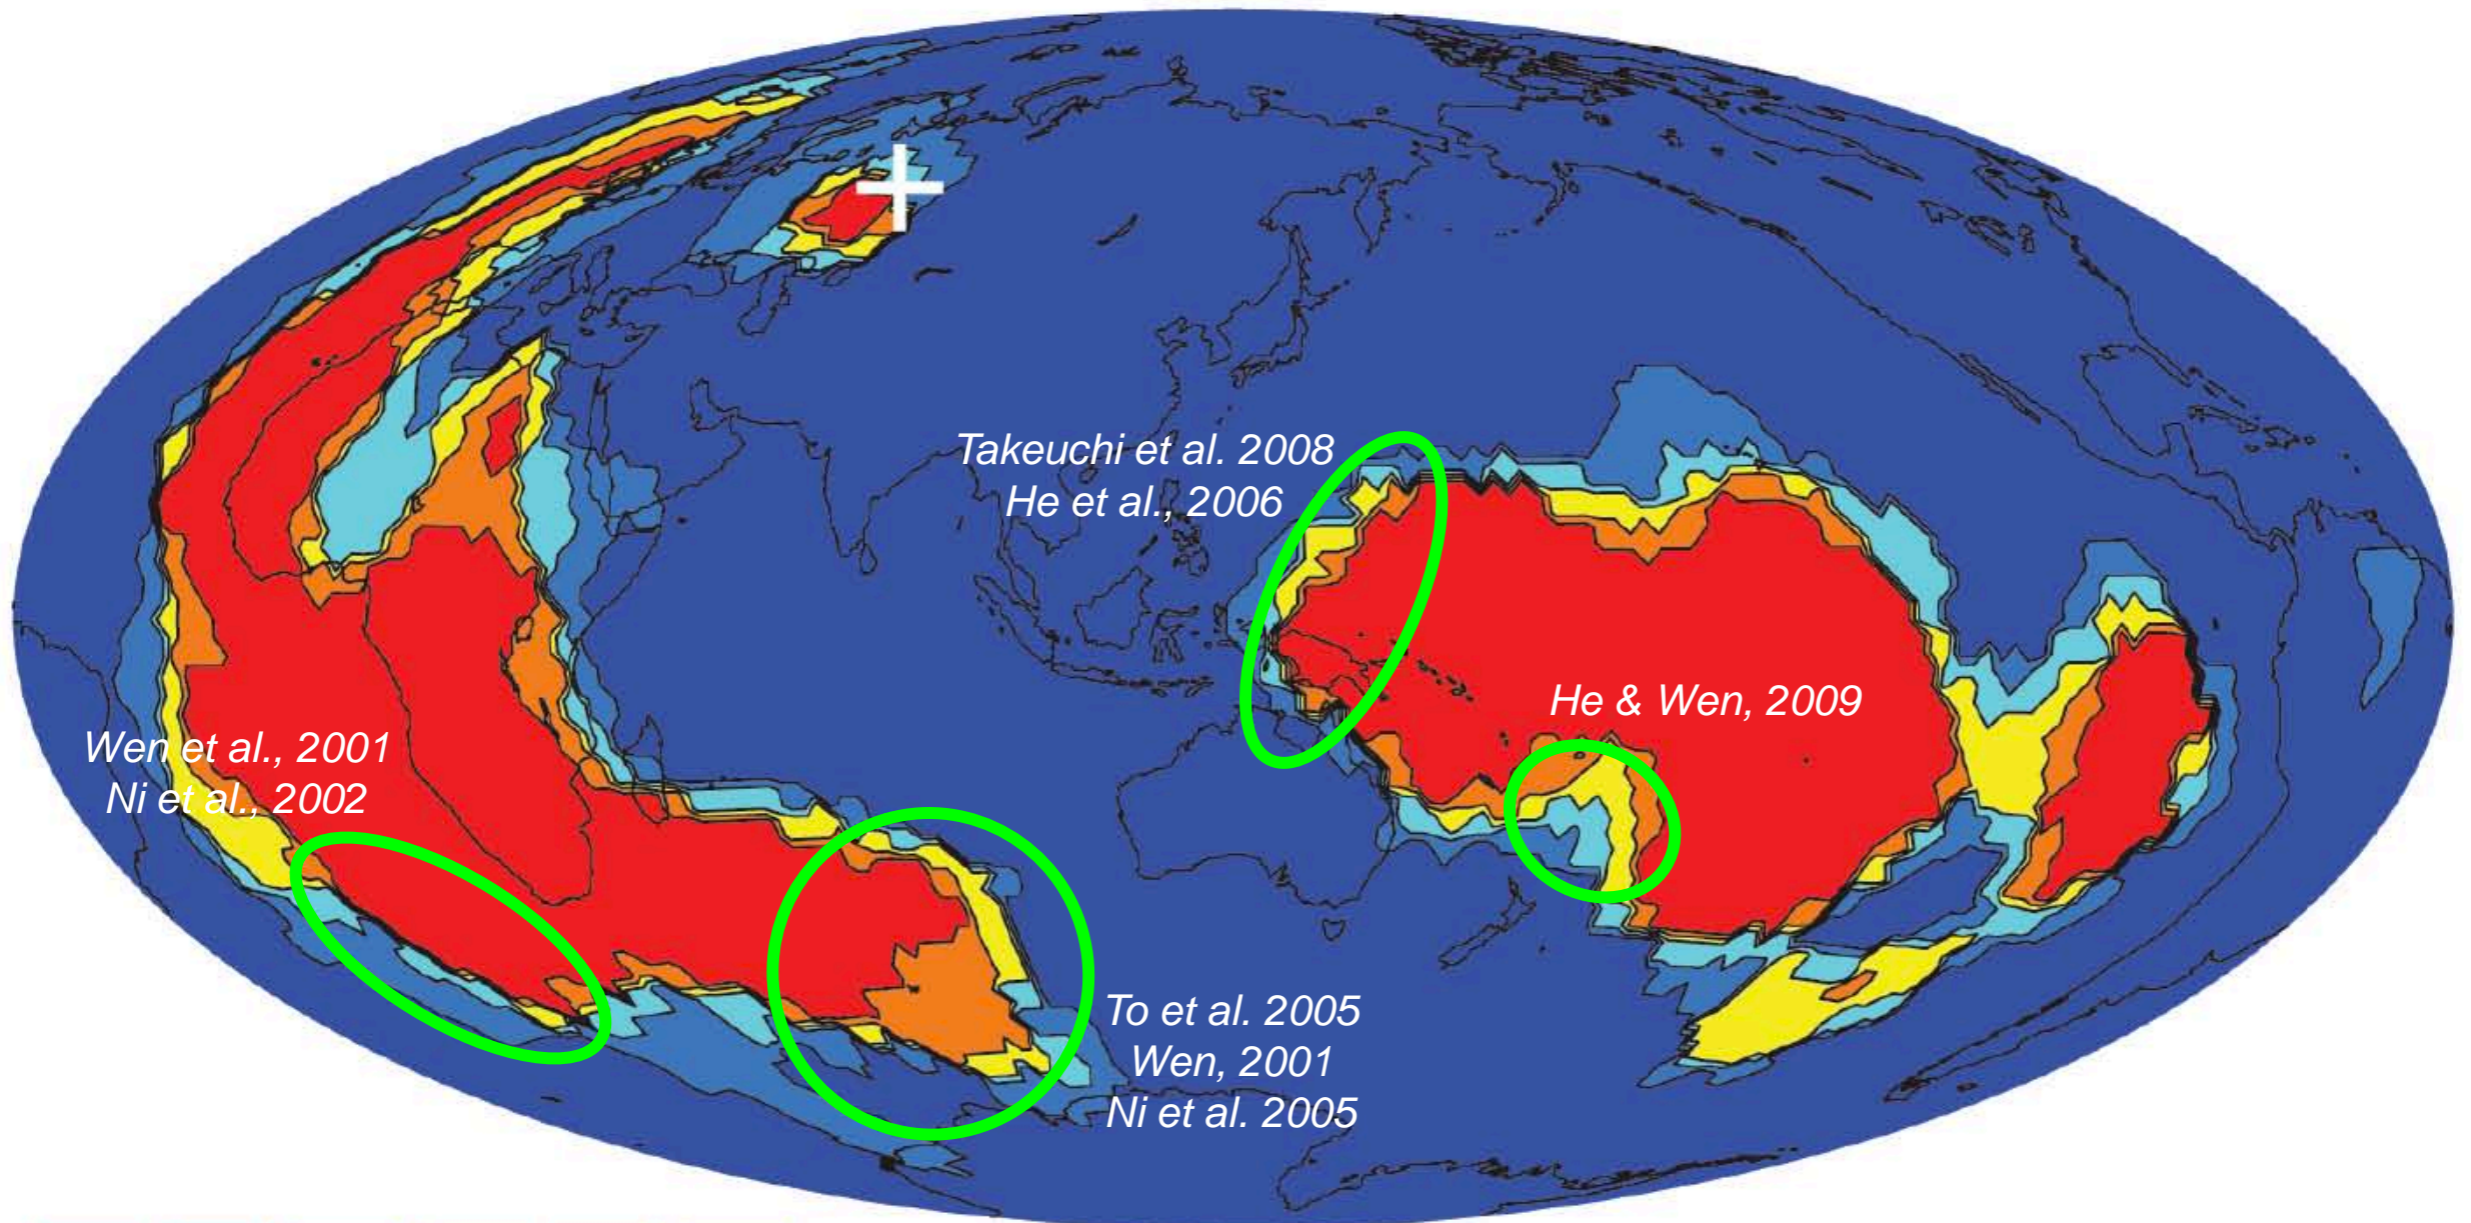 Takeuchi et al. 2008
He et al., 2006
He & Wen, 2009
Wen et al., 2001
Ni et al., 2002
To et al. 2005
Wen, 2001
Ni et al. 2005